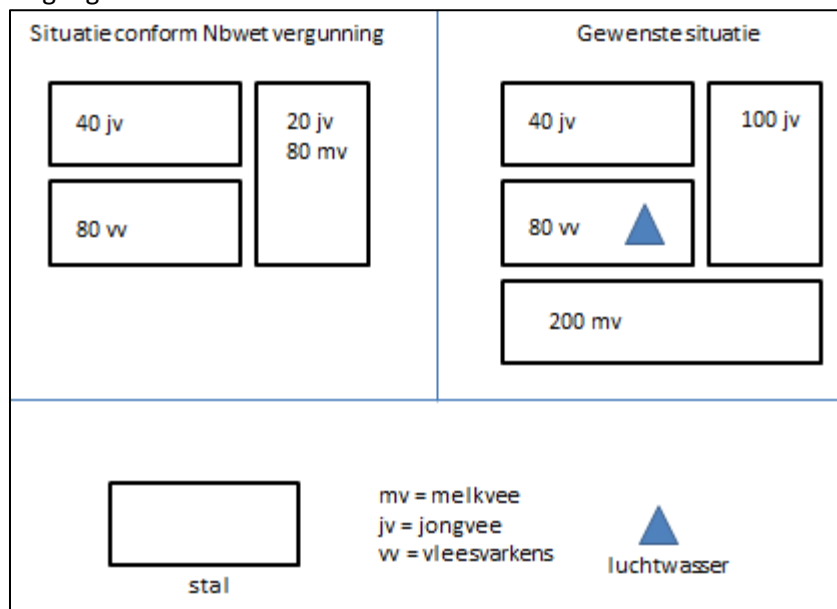 Situatie conform Nbwet vergunning
40 jv
20 jv
80 mv
80 vv
Gewenste situatie
40 jv
100 jv
80 vv
200 mv
stal
mv = melkvee
jv = jongvee
vv = vleesvarkens
luchtwasser